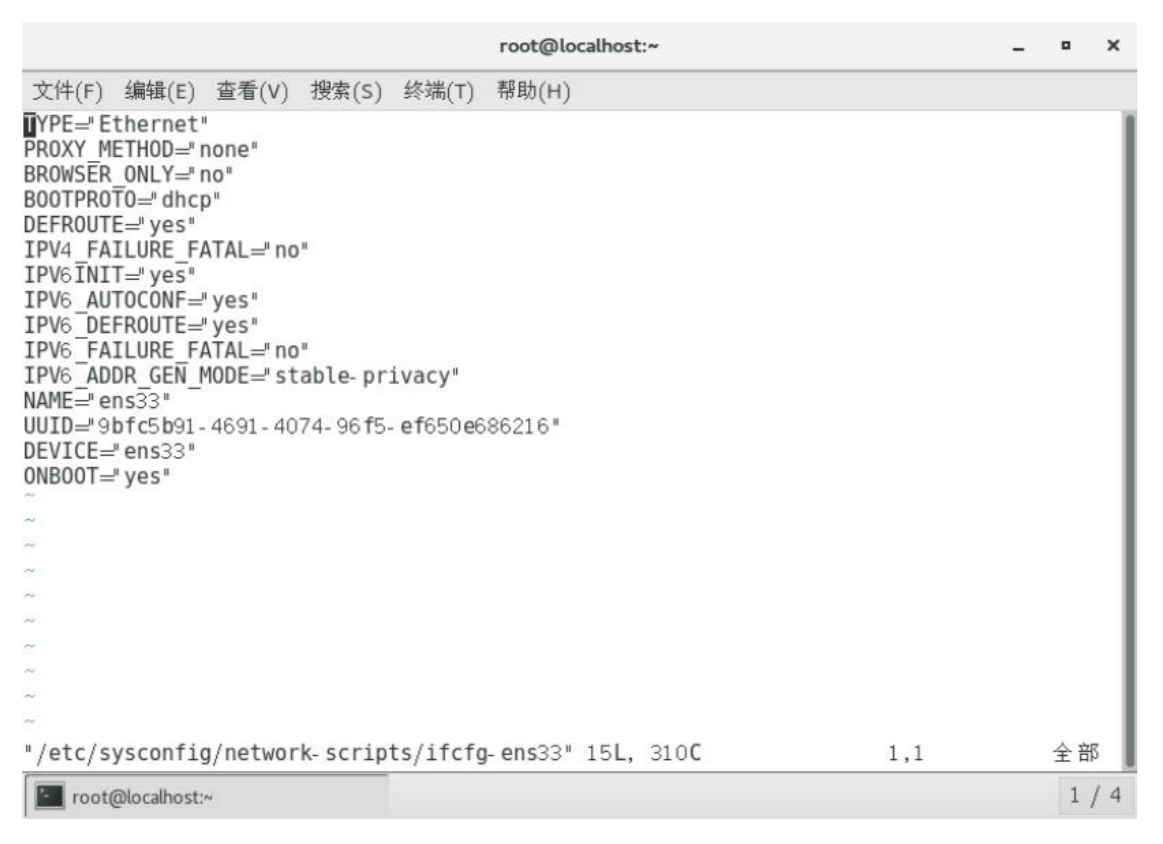 root@localhost:~
文件(F) 编辑(E) 查看(V) 搜索(S) 终端(T) 帮助(H)
TYPE="Ethernet"
PROXY_METHOD="none"
BROWSER_ONLY="no"
BOOTPROTO="dhcp"
DEFROUTE="yes"
IPV4_FAILURE_FATAL="no"
IPV6INIT="yes"
IPV6_AUTOCONF="yes"
IPV6_DEFROUTE="yes"
IPV6_FAILURE_FATAL="no"
IPV6_ADDR_GEN_MODE="stable-privacy"
NAME="ens33"
UUID="9bfc5b91-4691-4074-96f5-ef650e686216"
DEVICE="ens33"
ONBOOT="yes"
~
~
~
~
~
~
~
~
~
~
"/etc/sysconfig/network-scripts/ifcfg-ens33" 15L, 310C 1,1 全部
root@localhost:~ 1 / 4